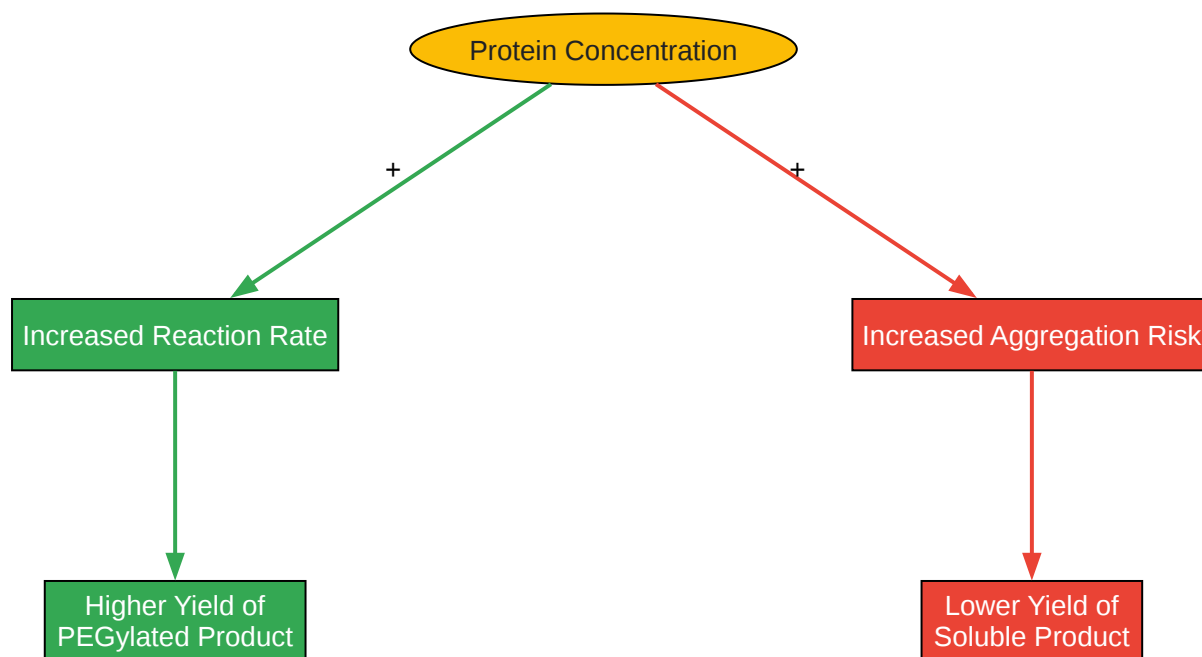 Protein Concentration
+
+
Increased Reaction Rate
Increased Aggregation Risk
Higher Yield of
PEGylated Product
Lower Yield of
Soluble Product